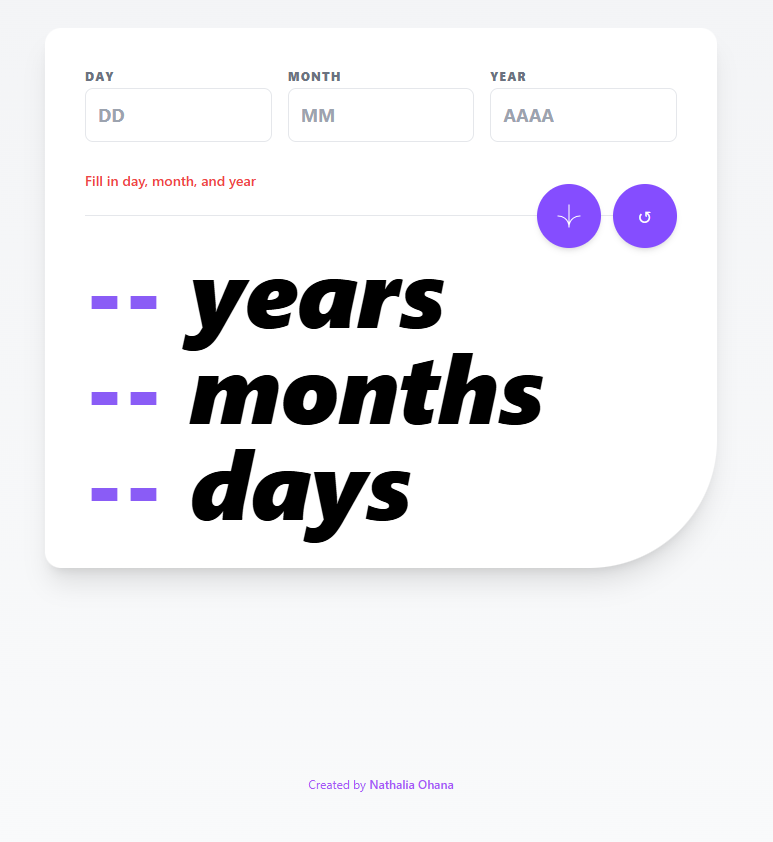 DAY MONTH YEAR
DD MM AAAA
Fill in day, month, and year
↺
-- years
-- months
-- days
Created by Nathalia Ohana